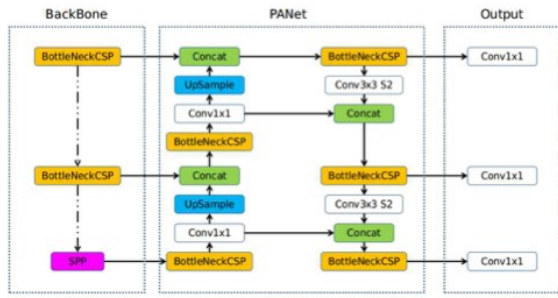 BackBone PANet Output
BottleNeckCSP Concat BottleNeckCSP Conv1x1
UpSample Conv3x3 S2
Conv1x1 Concat
BottleNeckCSP
BottleNeckCSP Concat BottleNeckCSP Conv1x1
UpSample Conv3x3 S2
Conv1x1 Concat
SPP BottleNeckCSP BottleNeckCSP Conv1x1